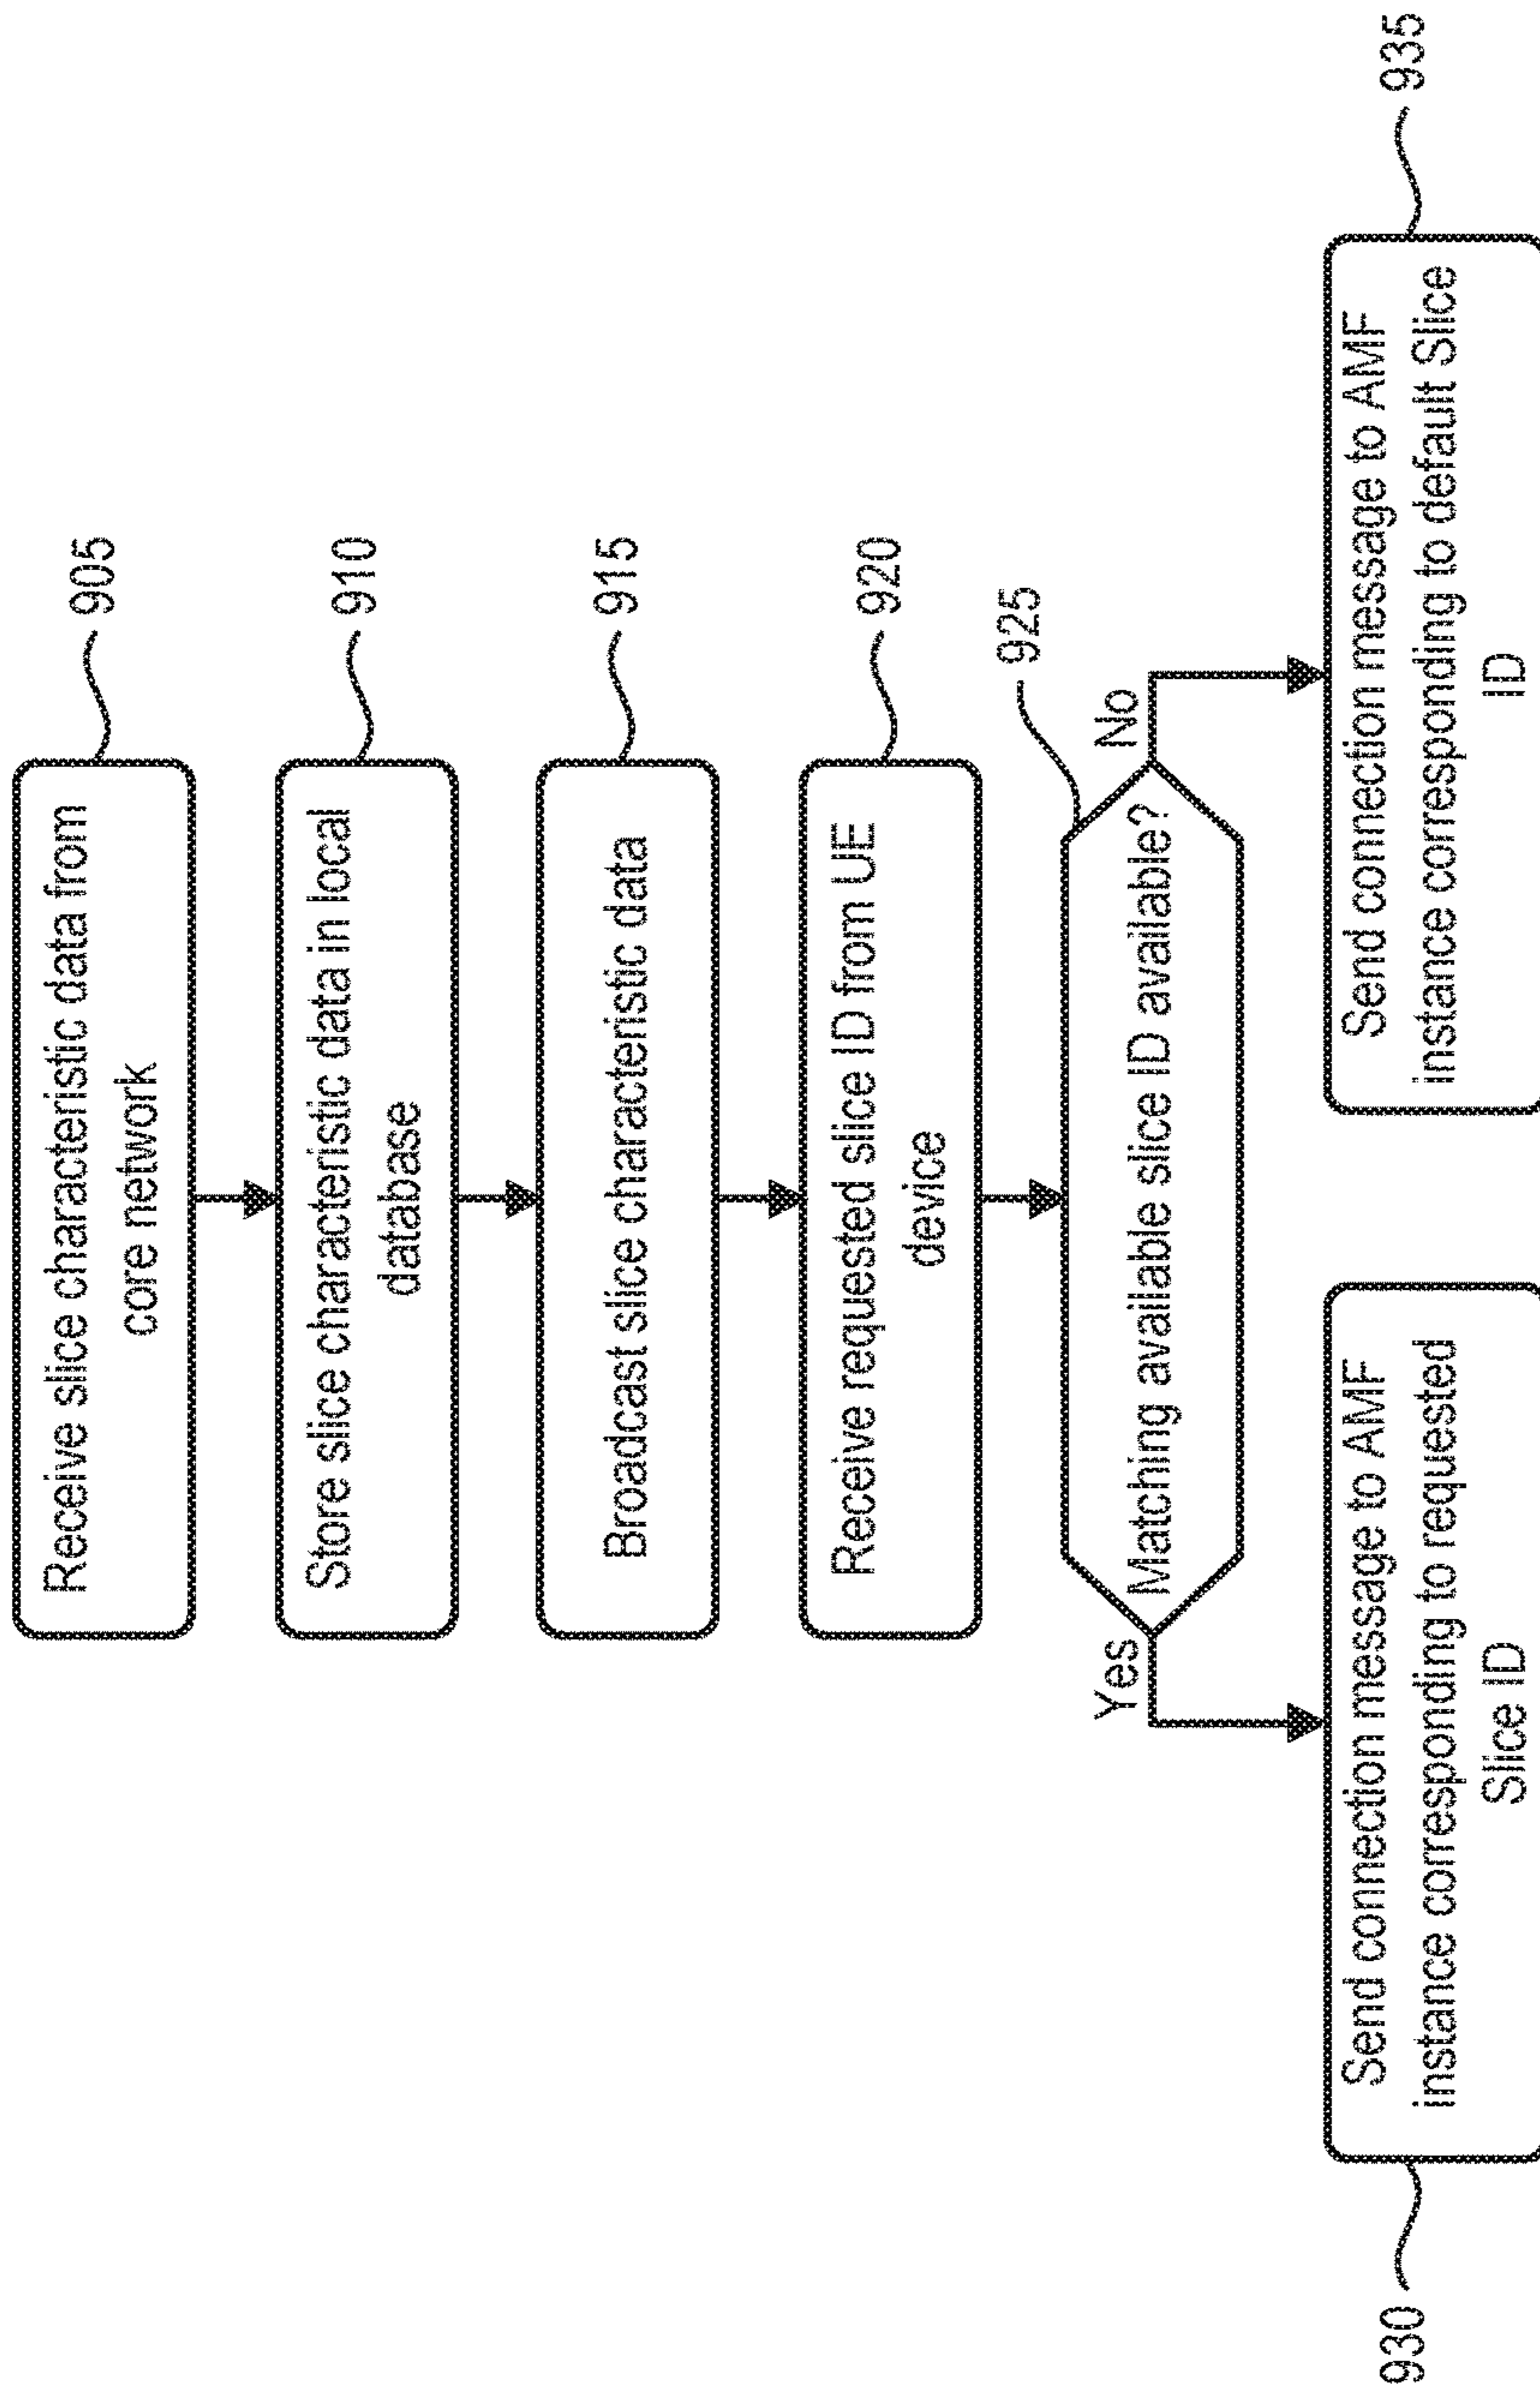 Receive slice characteristic data from
core network
905
Store slice characteristic data in local
database
910
Broadcast slice characteristic data
915
Receive requested slice ID from UE
device
920
925
Yes
Matching available slice ID available?
No
930
Send connection message to AMF
instance corresponding to requested
Slice ID
Send connection message to AMF
instance corresponding to default Slice
ID
935